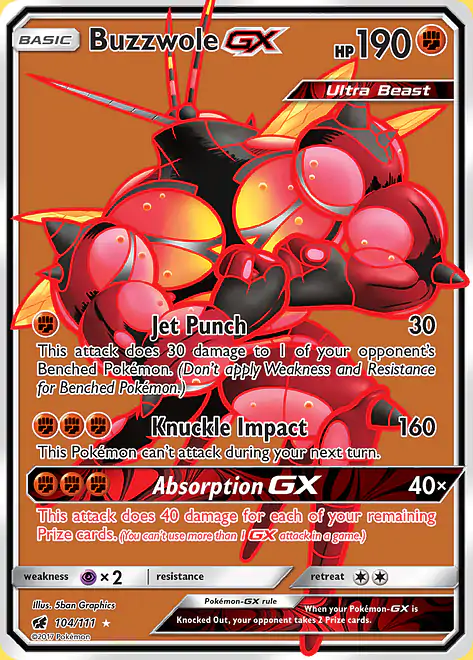 BASIC Buzzwole GX HP 190
Ultra Beast
Jet Punch 30
This attack does 30 damage to 1 of your opponent's
Benched Pokémon. (Don't apply Weakness and Resistance
for Benched Pokémon.)
Knuckle Impact 160
This Pokémon can't attack during your next turn.
Absorption GX 40×
This attack does 40 damage for each of your remaining
Prize cards. (You can't use more than 1 GX attack in a game.)
weakness ×2 resistance retreat
Illus. 5ban Graphics
104/111
©2017 Pokémon
Pokémon-GX rule
When your Pokémon-GX is
Knocked Out, your opponent takes 2 Prize cards.